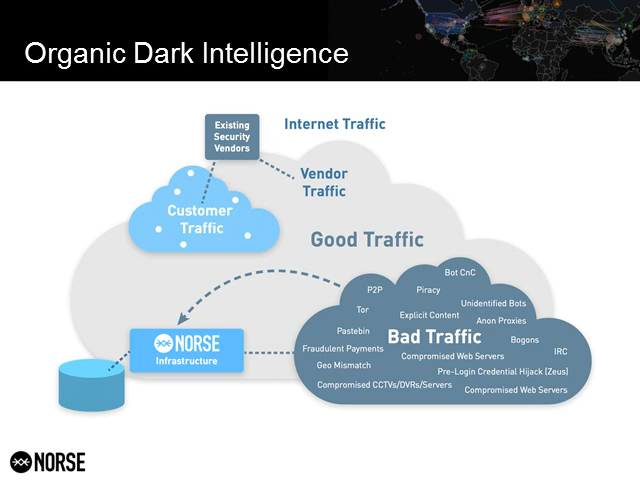 Organic Dark Intelligence
Existing
Security
Vendors
Internet Traffic
Vendor
Traffic
Customer
Traffic
Good Traffic
Bot CnC
P2P
Piracy
Unidentified Bots
Tor
Explicit Content
Anon Proxies
Pastebin
Bad Traffic
Bogons
NORSE
Infrastructure
Fraudulent Payments
Compromised Web Servers
IRC
Geo Mismatch
Pre-Login Credential Hijack (Zeus)
Compromised CCTVs/DVRs/Servers
Compromised Web Servers
NORSE